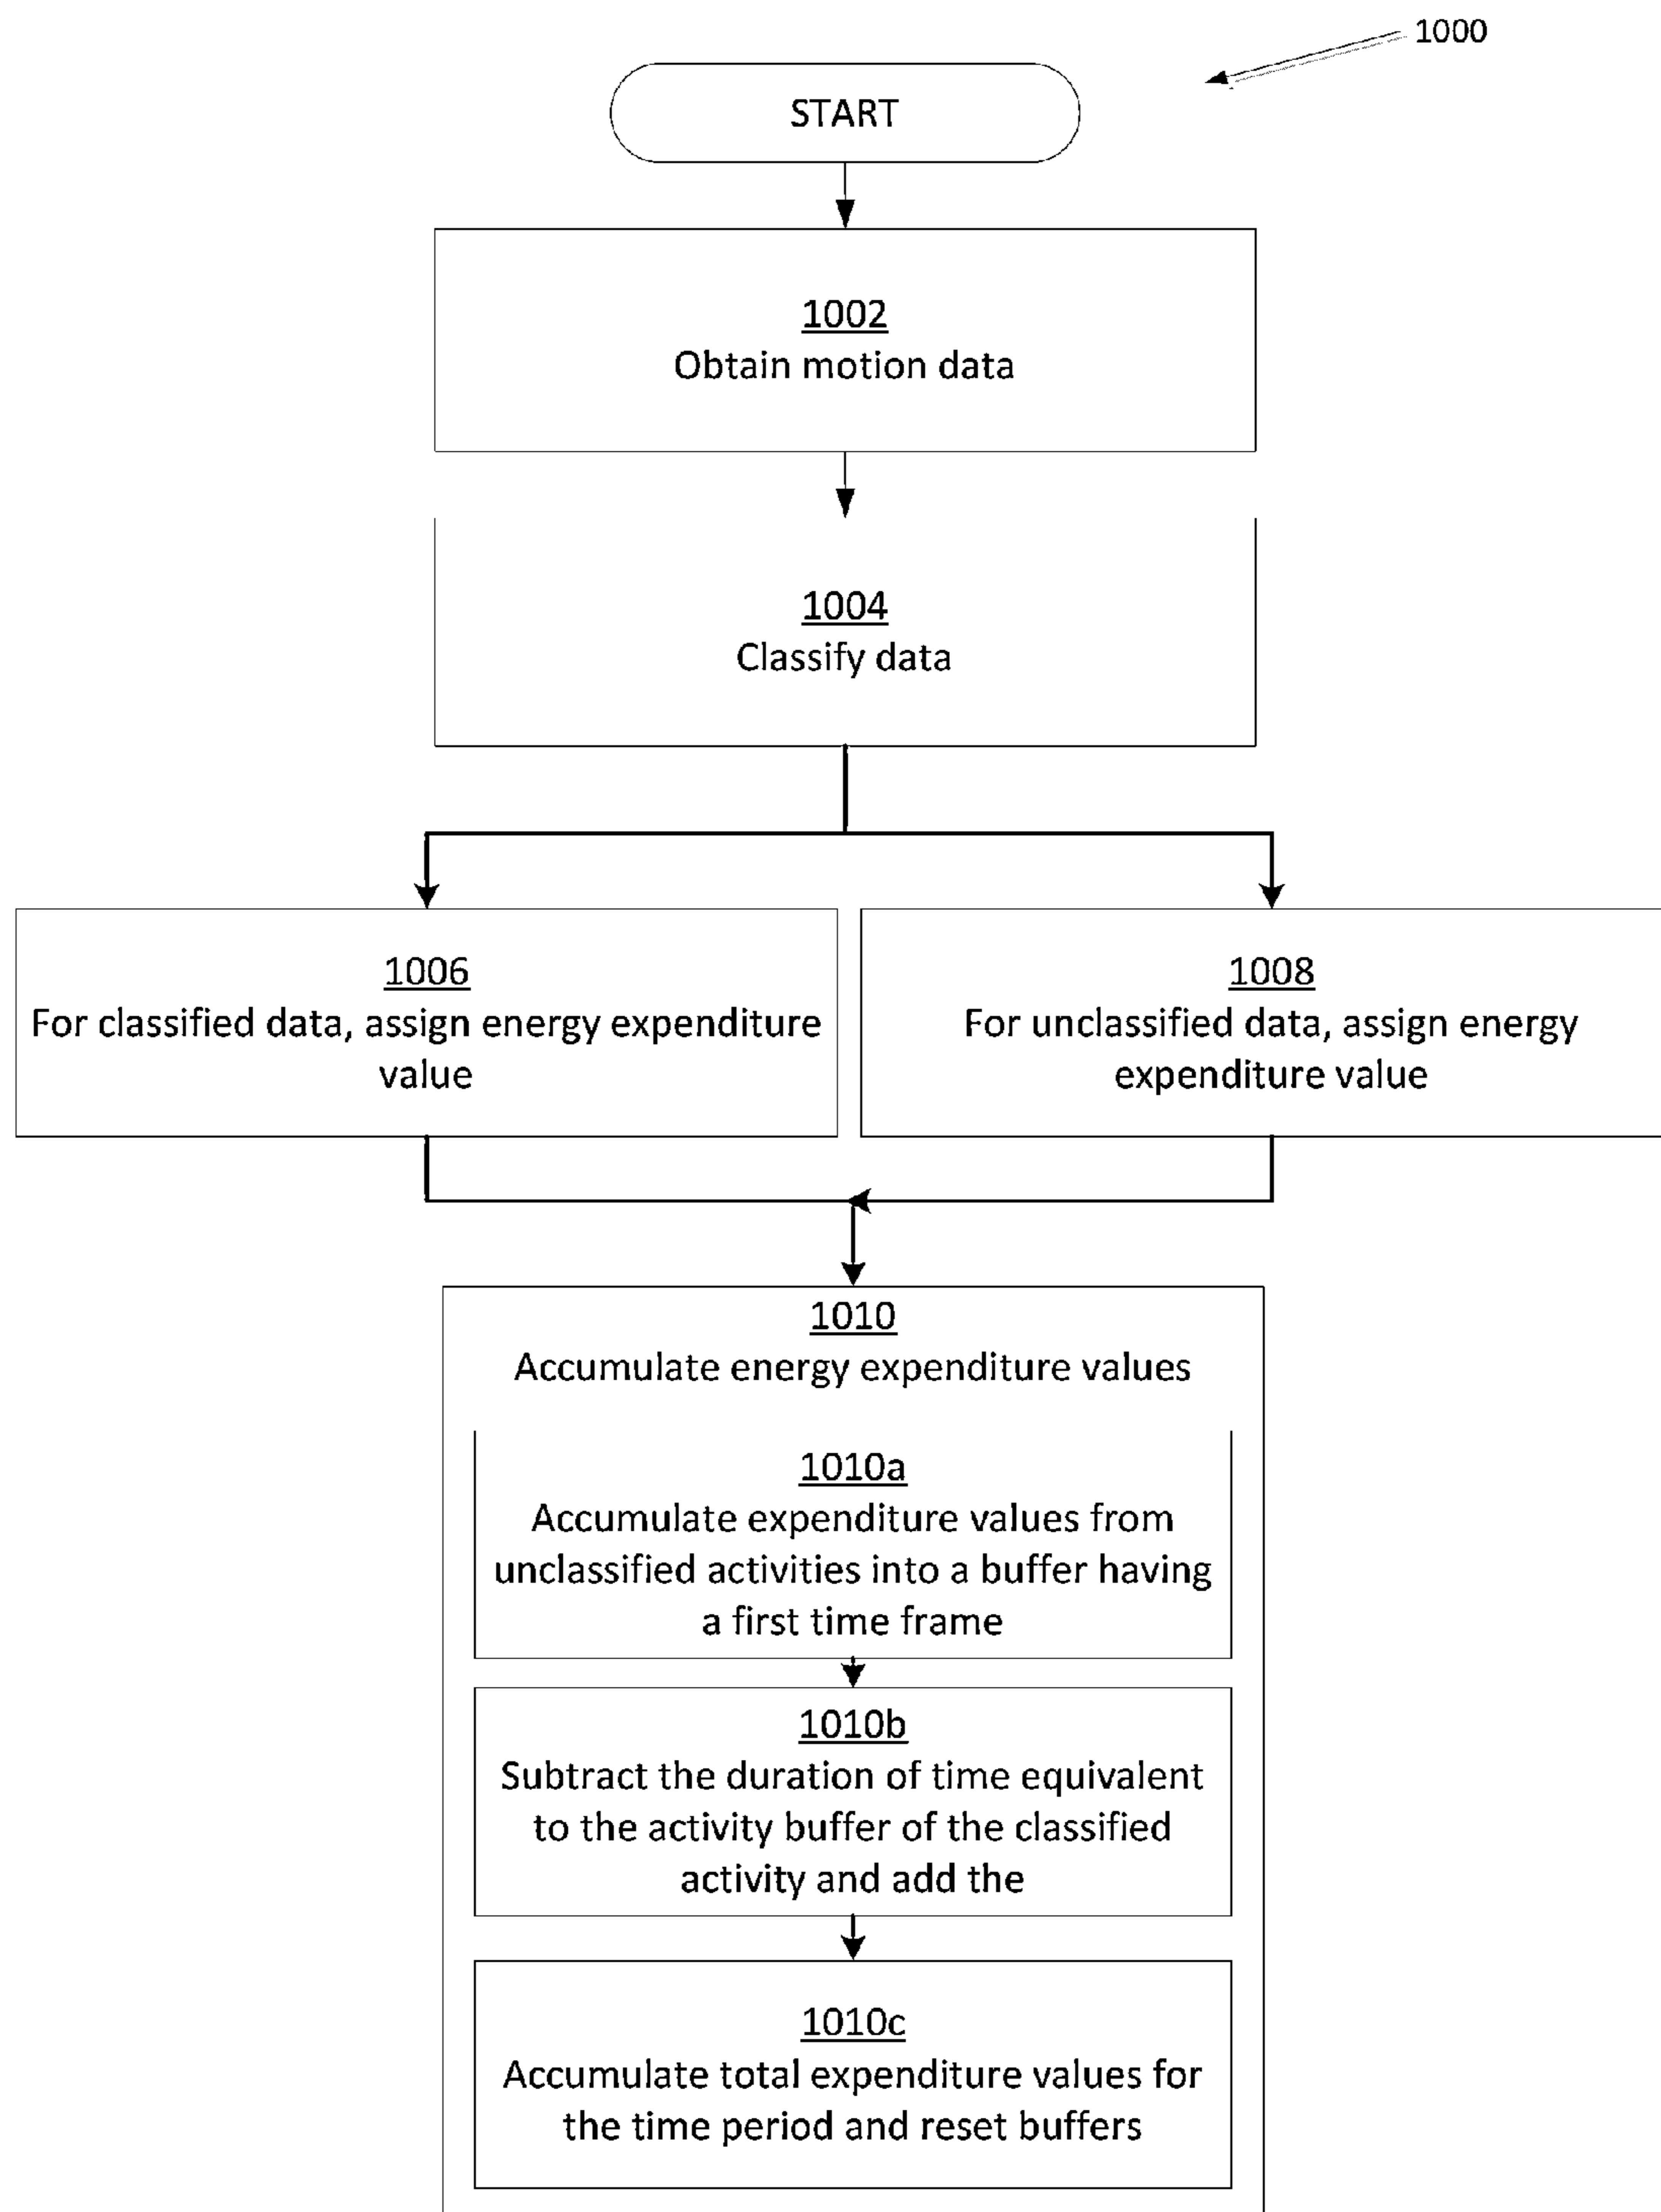 1000
START
1002
Obtain motion data
1004
Classify data
1006
For classified data, assign energy expenditure
value
1008
For unclassified data, assign energy
expenditure value
1010
Accumulate energy expenditure values
1010a
Accumulate expenditure values from
unclassified activities into a buffer having
a first time frame
1010b
Subtract the duration of time equivalent
to the activity buffer of the classified
activity and add the
1010c
Accumulate total expenditure values for
the time period and reset buffers